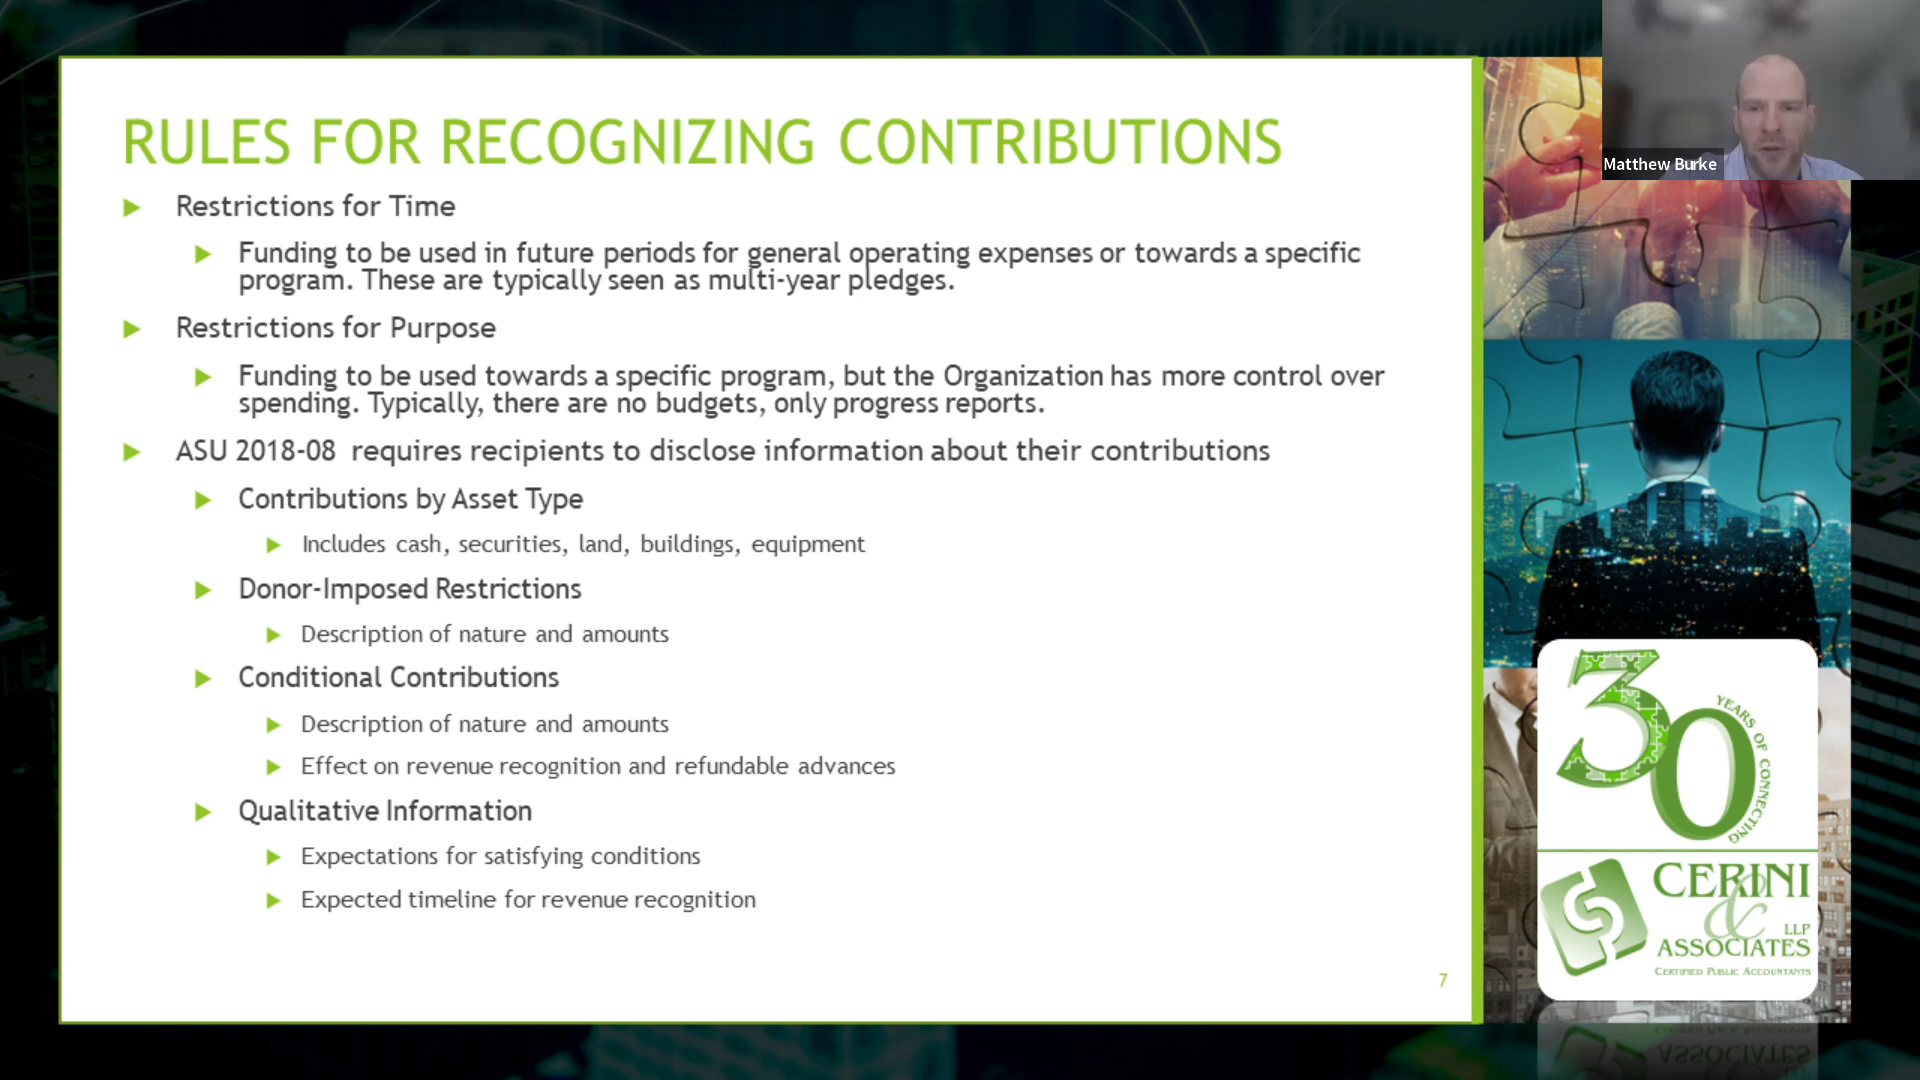 RULES FOR RECOGNIZING CONTRIBUTIONS
Matthew Burke
Restrictions for Time
Funding to be used in future periods for general operating expenses or towards a specific
program. These are typically seen as multi-year pledges.
Restrictions for Purpose
Funding to be used towards a specific program, but the Organization has more control over
spending. Typically, there are no budgets, only progress reports.
ASU 2018-08 requires recipients to disclose information about their contributions
Contributions by Asset Type
Includes cash, securities, land, buildings, equipment
Donor-Imposed Restrictions
Description of nature and amounts
Conditional Contributions
Description of nature and amounts
Effect on revenue recognition and refundable advances
Qualitative Information
Expectations for satisfying conditions
Expected timeline for revenue recognition
7
30
YEARS OF CONNECTING
CERINI
&
LLP
ASSOCIATES
CERTIFIED PUBLIC ACCOUNTANTS